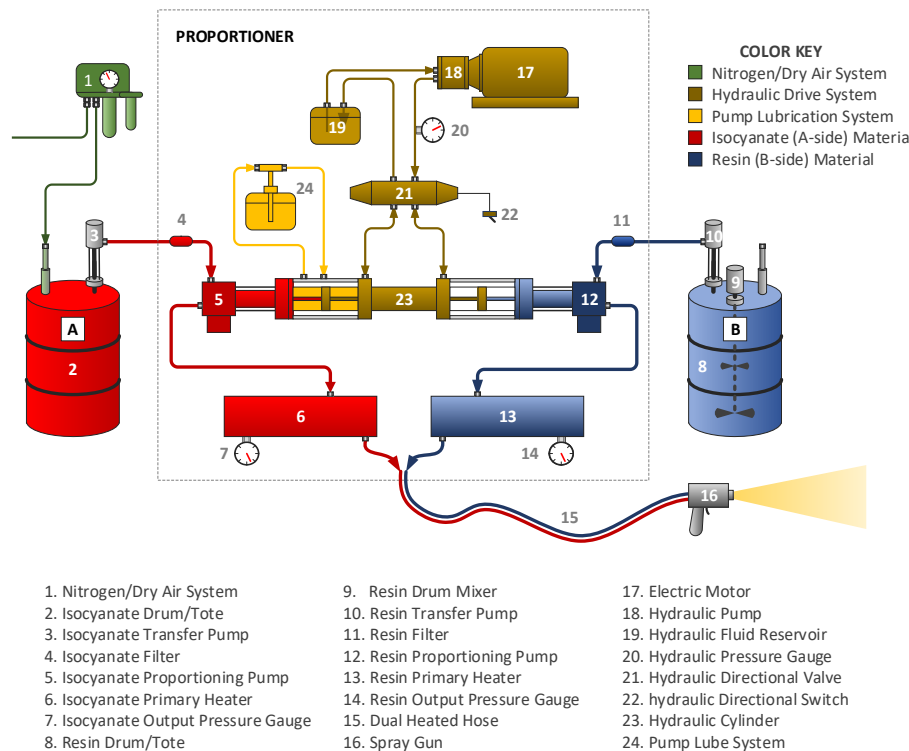 PROPORTIONER
COLOR KEY
Nitrogen/Dry Air System
Hydraulic Drive System
Pump Lubrication System
Isocyanate (A-side) Materia
Resin (B-side) Material
1
18
17
19
20
24
21
22
3
4
11
10
5
23
12
9
A
B
2
8
6
13
7
14
15
16
1. Nitrogen/Dry Air System
2. Isocyanate Drum/Tote
3. Isocyanate Transfer Pump
4. Isocyanate Filter
5. Isocyanate Proportioning Pump
6. Isocyanate Primary Heater
7. Isocyanate Output Pressure Gauge
8. Resin Drum/Tote
9. Resin Drum Mixer
10. Resin Transfer Pump
11. Resin Filter
12. Resin Proportioning Pump
13. Resin Primary Heater
14. Resin Output Pressure Gauge
15. Dual Heated Hose
16. Spray Gun
17. Electric Motor
18. Hydraulic Pump
19. Hydraulic Fluid Reservoir
20. Hydraulic Pressure Gauge
21. Hydraulic Directional Valve
22. hydraulic Directional Switch
23. Hydraulic Cylinder
24. Pump Lube System